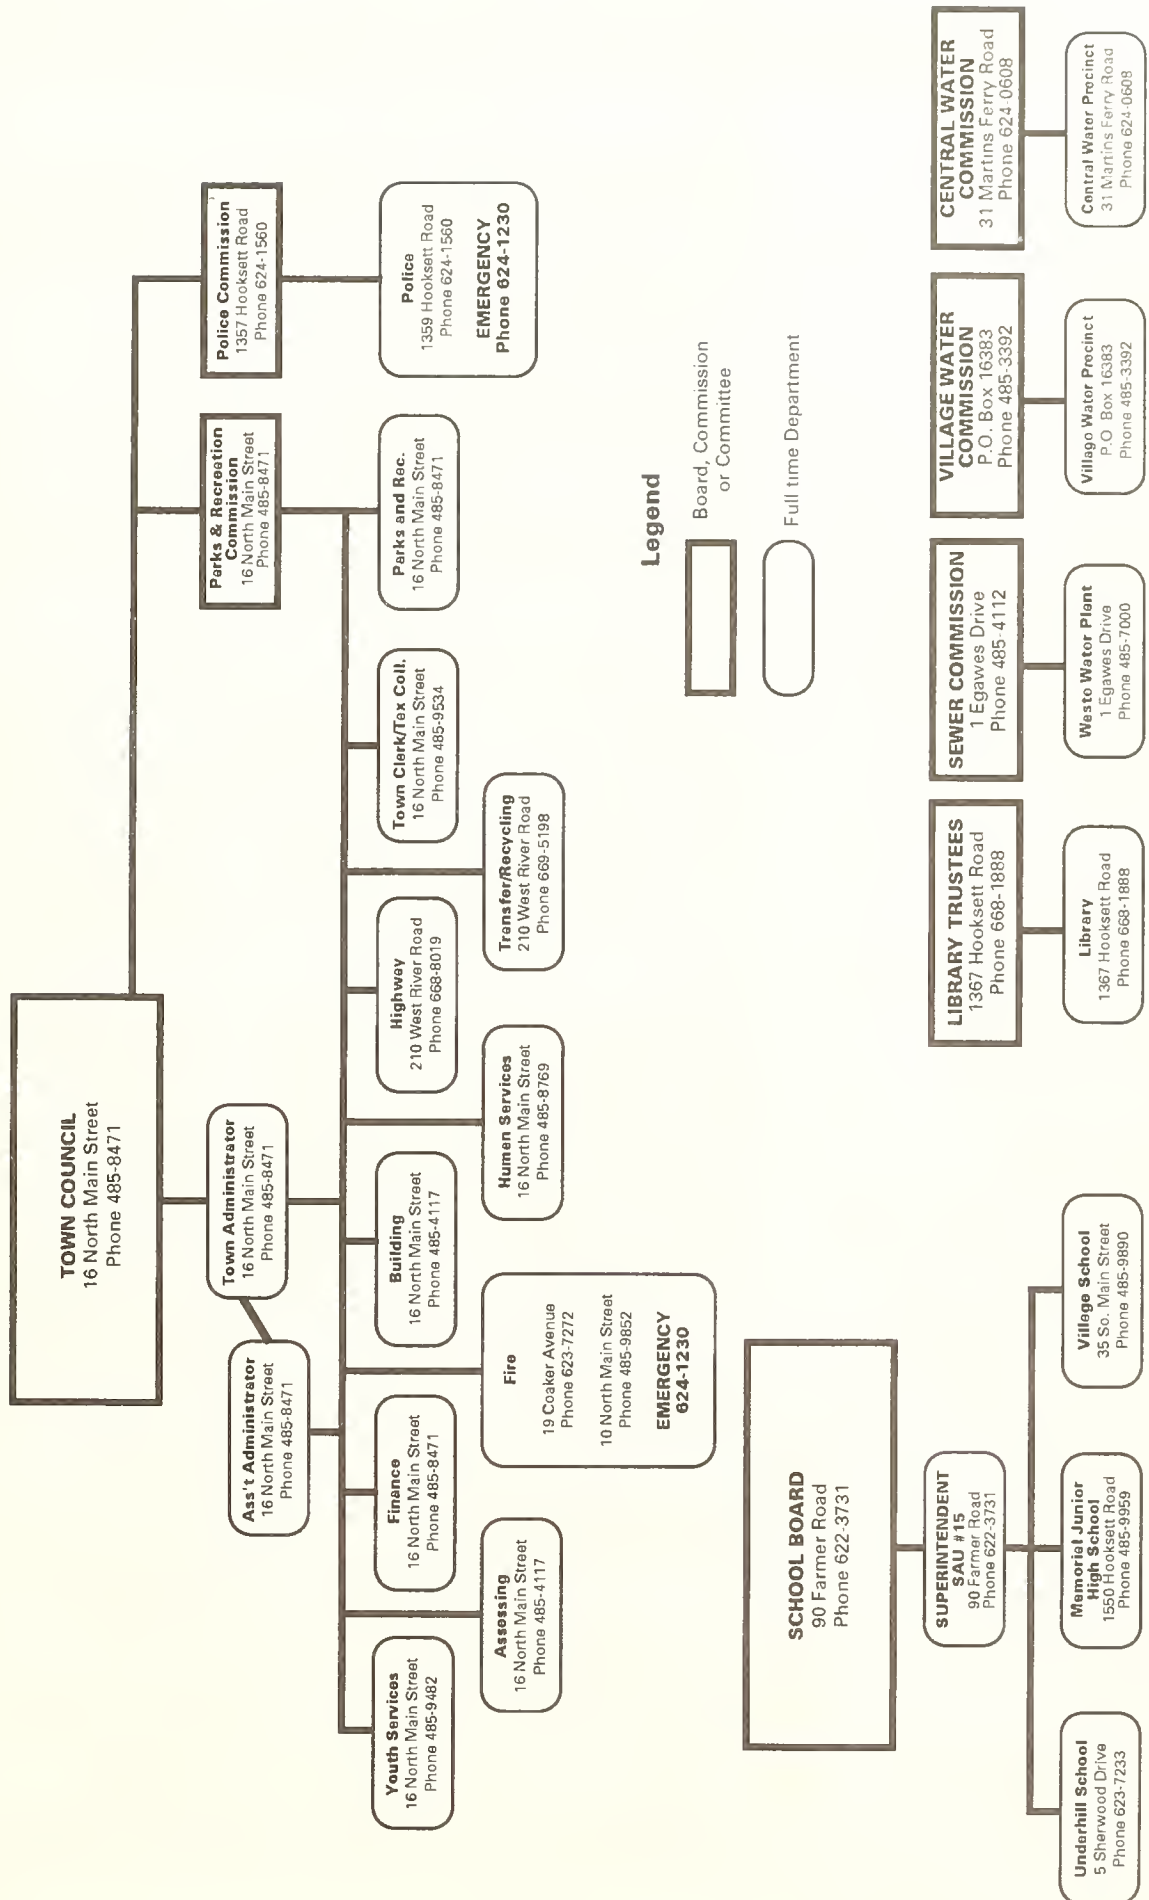 TOWN COUNCIL
16 North Main Street
Phone 485-8471
Town Administrator
16 North Main Street
Phone 485-8471
Ass't Administrator
16 North Main Street
Phone 485-8471
Parks & Recreation
Commission
16 North Main Street
Phone 485-8471
Police Commission
1357 Hooksett Road
Phone 624-1560
Youth Services
16 North Main Street
Phone 485-9482
Assessing
16 North Main Street
Phone 485-4117
Finance
16 North Main Street
Phone 485-8471
Fire
19 Coaker Avenue
Phone 623-7272
10 North Main Street
Phone 485-9852
EMERGENCY
624-1230
Building
16 North Main Street
Phone 485-4117
Human Services
16 North Main Street
Phone 485-8769
Highway
210 West River Road
Phone 668-8019
Transfer/Recycling
210 West River Road
Phone 669-5198
Town Clerk/Tax Coll.
16 North Main Street
Phone 485-9534
Parks and Rec.
16 North Main Street
Phone 485-8471
Police
1359 Hooksett Road
Phone 624-1560
EMERGENCY
Phone 624-1230
Legend
Board, Commission
or Committee
Full time Department
SCHOOL BOARD
90 Farmer Road
Phone 622-3731
SUPERINTENDENT
SAU #15
90 Farmer Road
Phone 622-3731
Underhill School
5 Sherwood Drive
Phone 623-7233
Memorial Junior
High School
1550 Hooksett Road
Phone 485-9959
Village School
35 So. Main Street
Phone 485-9890
LIBRARY TRUSTEES
1367 Hooksett Road
Phone 668-1888
Library
1367 Hooksett Road
Phone 668-1888
SEWER COMMISSION
1 Egawes Drive
Phone 485-4112
Waste Water Plant
1 Egawes Drive
Phone 485-7000
VILLAGE WATER
COMMISSION
P.O. Box 16383
Phone 485-3392
Village Water Precinct
P.O Box 16383
Phone 485-3392
CENTRAL WATER
COMMISSION
31 Martins Ferry Road
Phone 624-0608
Central Water Precinct
31 Martins Ferry Road
Phone 624-0608